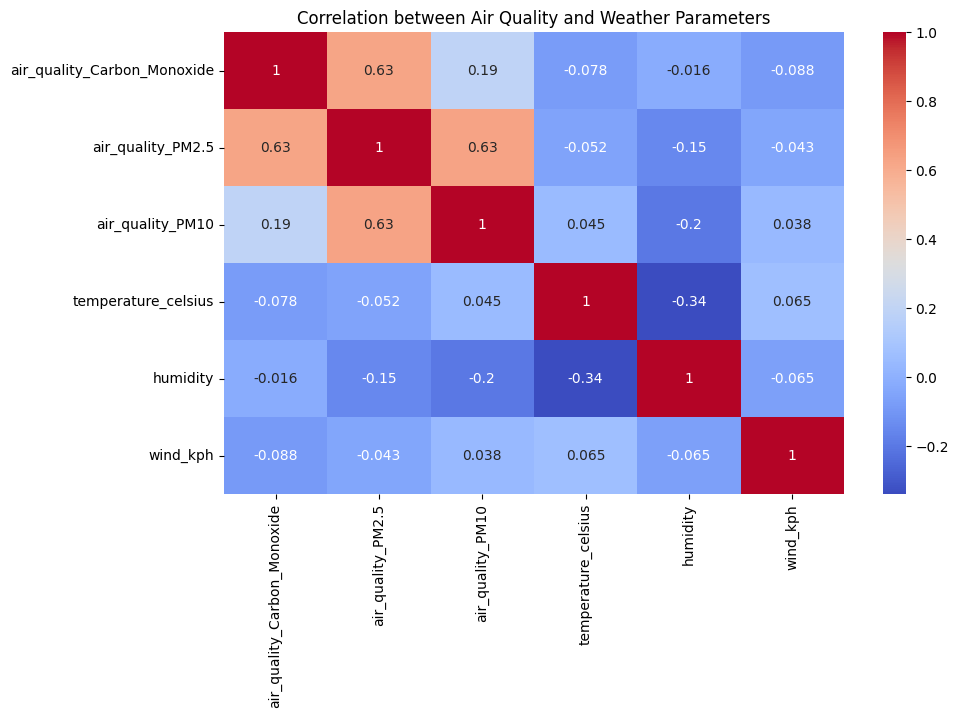 Correlation between Air Quality and Weather Parameters
air_quality_Carbon_Monoxide 1 0.63 0.19 -0.078 -0.016 -0.088
air_quality_PM2.5 0.63 1 0.63 -0.052 -0.15 -0.043
air_quality_PM10 0.19 0.63 1 0.045 -0.2 0.038
temperature_celsius -0.078 -0.052 0.045 1 -0.34 0.065
humidity -0.016 -0.15 -0.2 -0.34 1 -0.065
wind_kph -0.088 -0.043 0.038 0.065 -0.065 1
air_quality_Carbon_Monoxide
air_quality_PM2.5
air_quality_PM10
temperature_celsius
humidity
wind_kph
1.0
0.8
0.6
0.4
0.2
0.0
−0.2